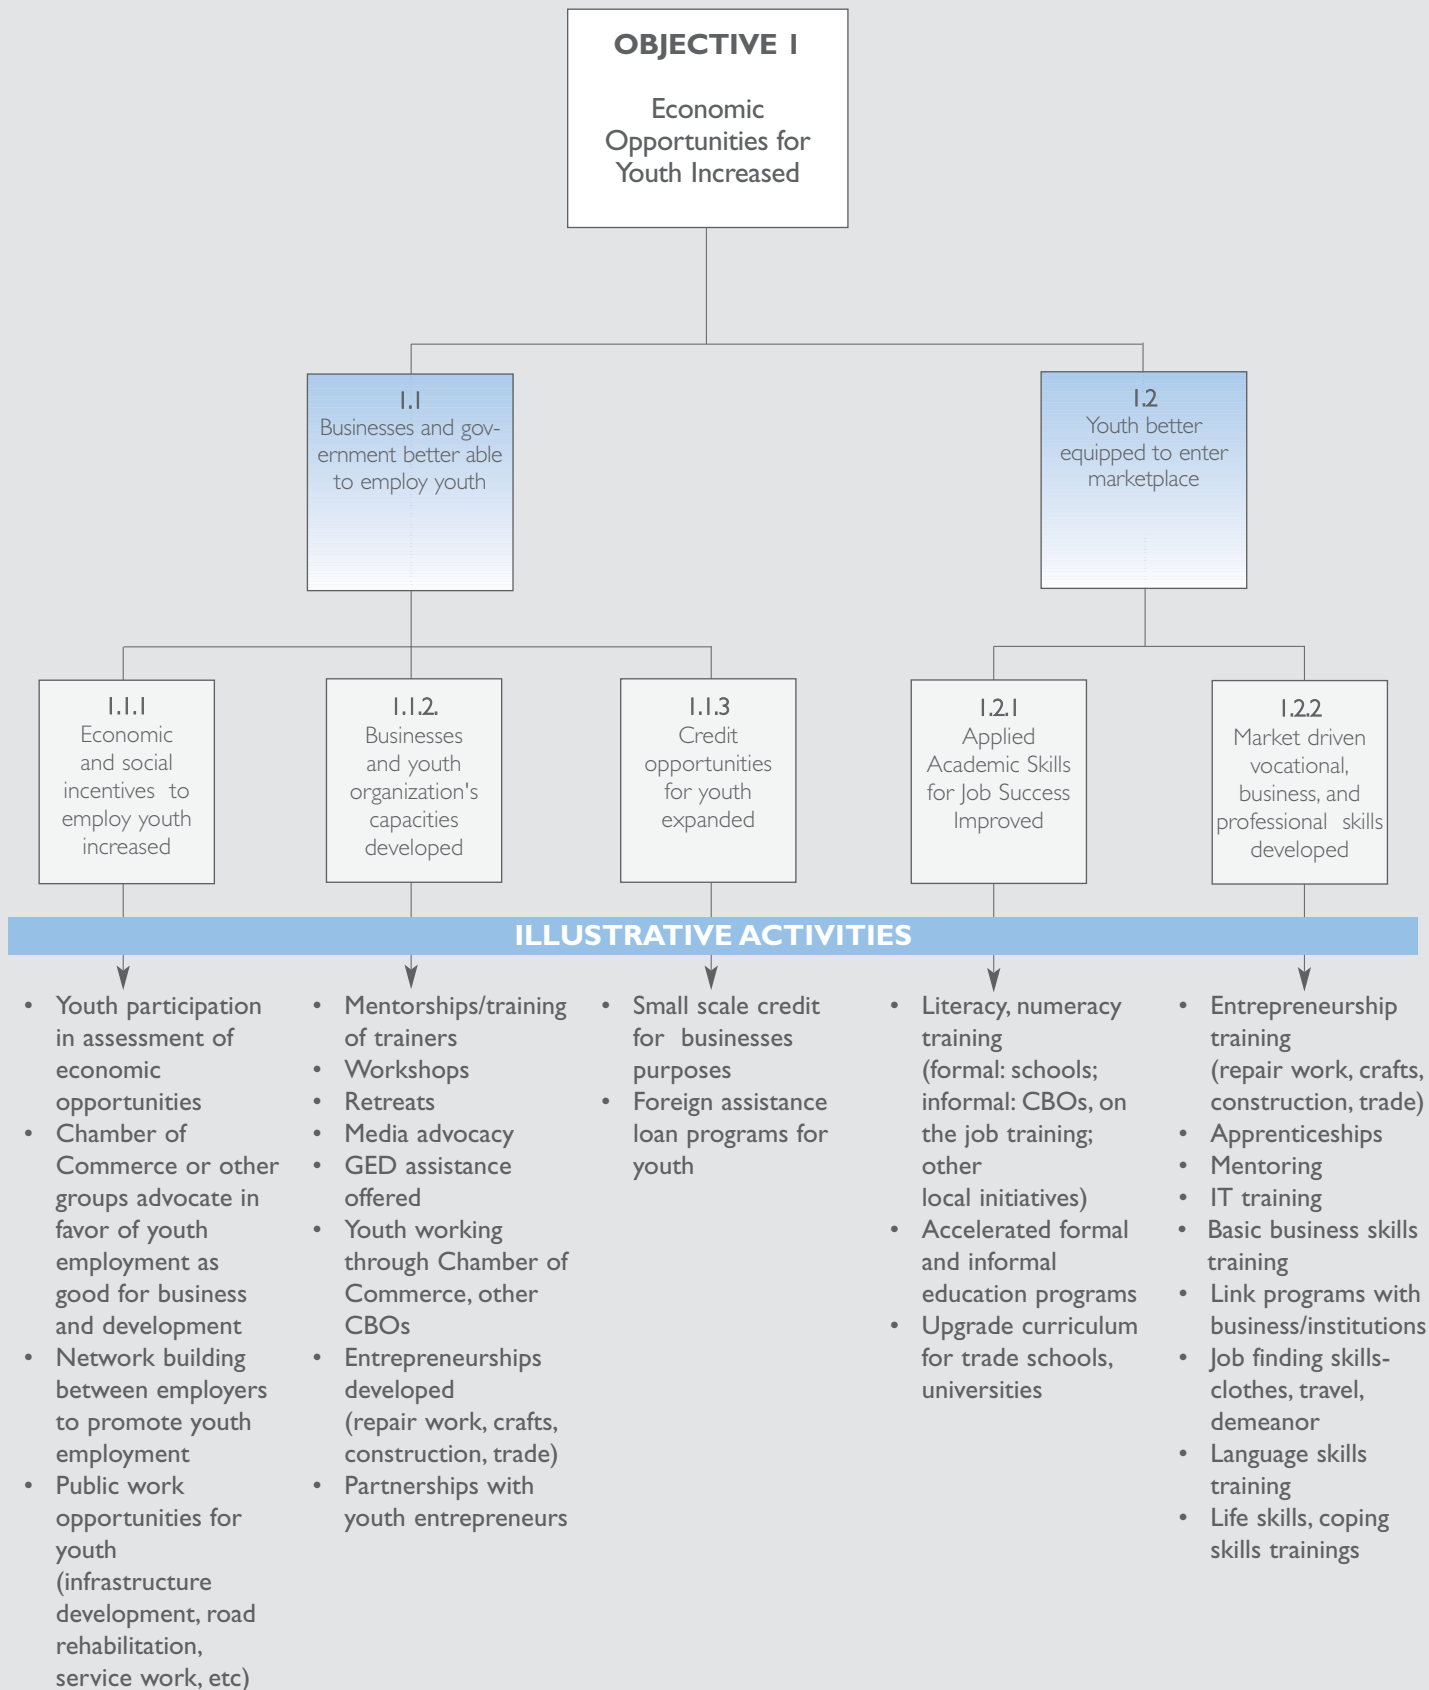 OBJECTIVE 1
Economic
Opportunities for
Youth Increased
1.1
Businesses and gov-
ernment better able
to employ youth
1.2
Youth better
equipped to enter
marketplace
1.1.1
Economic
and social
incentives to
employ youth
increased
1.1.2.
Businesses
and youth
organization's
capacities
developed
1.1.3
Credit
opportunities
for youth
expanded
1.2.1
Applied
Academic Skills
for Job Success
Improved
1.2.2
Market driven
vocational,
business, and
professional skills
developed
ILLUSTRATIVE ACTIVITIES
• Youth participation
in assessment of
economic
opportunities
• Chamber of
Commerce or other
groups advocate in
favor of youth
employment as
good for business
and development
• Network building
between employers
to promote youth
employment
• Public work
opportunities for
youth
(infrastructure
development, road
rehabilitation,
service work, etc)
• Mentorships/training
of trainers
• Workshops
• Retreats
• Media advocacy
• GED assistance
offered
• Youth working
through Chamber of
Commerce, other
CBOs
• Entrepreneurships
developed
(repair work, crafts,
construction, trade)
• Partnerships with
youth entrepreneurs
• Small scale credit
for businesses
purposes
• Foreign assistance
loan programs for
youth
• Literacy, numeracy
training
(formal: schools;
informal: CBOs, on
the job training;
other
local initiatives)
• Accelerated formal
and informal
education programs
• Upgrade curriculum
for trade schools,
universities
• Entrepreneurship
training
(repair work, crafts,
construction, trade)
• Apprenticeships
• Mentoring
• IT training
• Basic business skills
training
• Link programs with
business/institutions
• Job finding skills-
clothes, travel,
demeanor
• Language skills
training
• Life skills, coping
skills trainings